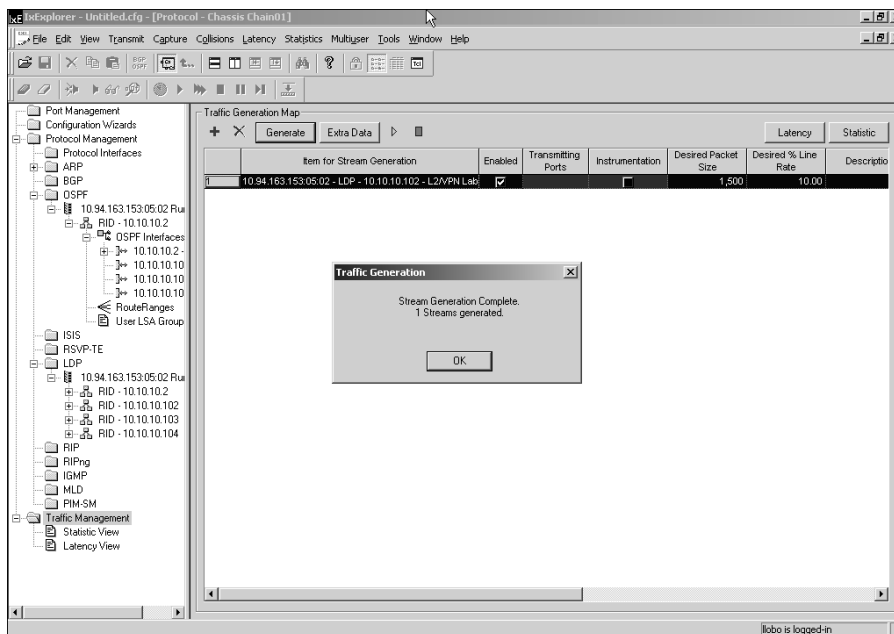 IxExplorer - Untitled.cfg - [Protocol - Chassis Chain01]
File Edit View Transmit Capture Collisions Latency Statistics Multiuser Tools Window Help
BGP
OSPF
Tcl
Port Management
Configuration Wizards
Protocol Management
Protocol Interfaces
ARP
BGP
OSPF
10.94.163.153:05:02 Ru
RID - 10.10.10.2
OSPF Interfaces
10.10.10.2 -
10.10.10.10
10.10.10.10
10.10.10.10
RouteRanges
User LSA Group
ISIS
RSVP-TE
LDP
10.94.163.153:05:02 Ru
RID - 10.10.10.2
RID - 10.10.10.102
RID - 10.10.10.103
RID - 10.10.10.104
RIP
RIPng
IGMP
MLD
PIM-SM
Traffic Management
Statistic View
Latency View
Traffic Generation Map
Generate Extra Data Latency Statistic
Item for Stream Generation Enabled Transmitting Ports Instrumentation Desired Packet Size Desired % Line Rate Descriptio
1 10.94.163.153:05:02 - LDP - 10.10.10.102 - L2/VPN Lab 1,500 10.00
Traffic Generation
Stream Generation Complete.
1 Streams generated.
OK
llobo is logged-in